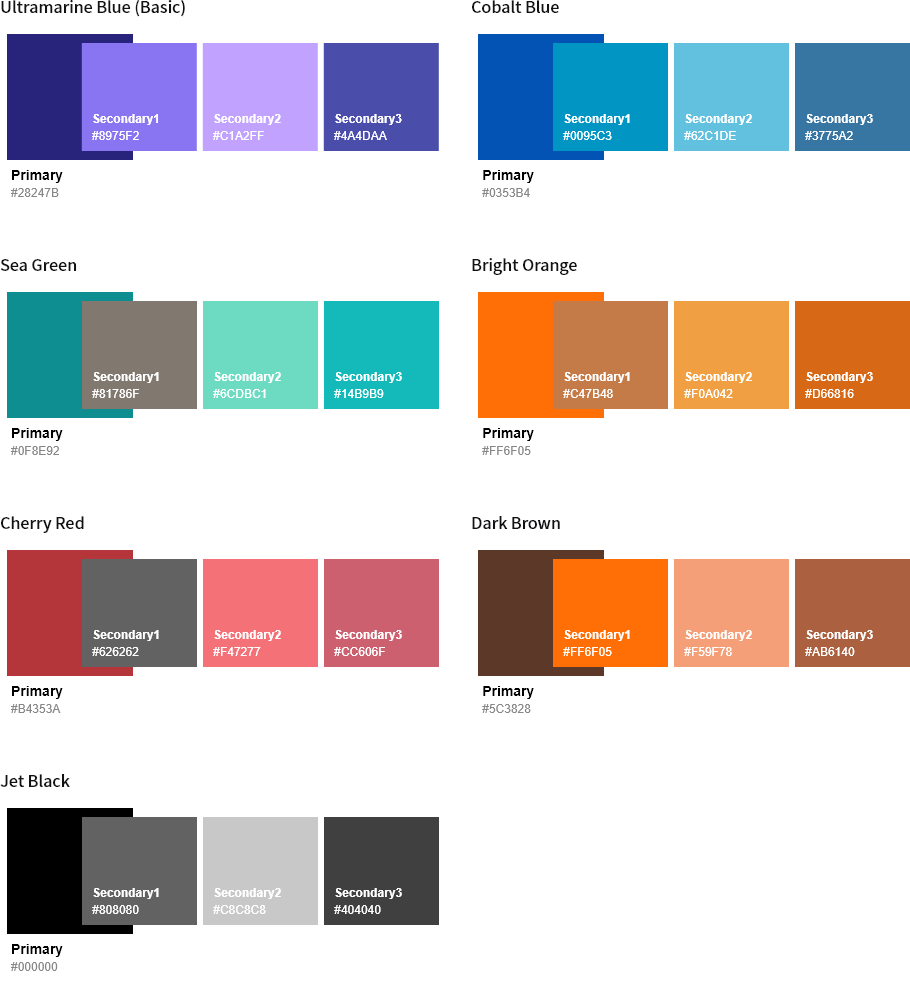 Ultramarine Blue (Basic)
Secondary1
#8975F2
Secondary2
#C1A2FF
Secondary3
#4A4DAA
Primary
#28247B
Cobalt Blue
Secondary1
#0095C3
Secondary2
#62C1DE
Secondary3
#3775A2
Primary
#0353B4
Sea Green
Secondary1
#81786F
Secondary2
#6CDBC1
Secondary3
#14B9B9
Primary
#0F8E92
Bright Orange
Secondary1
#C47B48
Secondary2
#F0A042
Secondary3
#D66816
Primary
#FF6F05
Cherry Red
Secondary1
#626262
Secondary2
#F47277
Secondary3
#CC606F
Primary
#B4353A
Dark Brown
Secondary1
#FF6F05
Secondary2
#F59F78
Secondary3
#AB6140
Primary
#5C3828
Jet Black
Secondary1
#808080
Secondary2
#C8C8C8
Secondary3
#404040
Primary
#000000